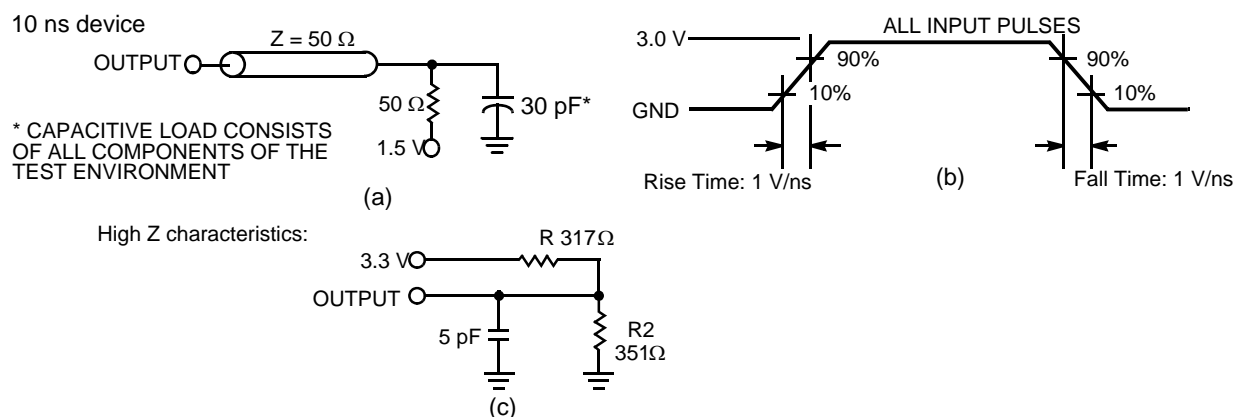 10 ns device
Z = 50 Ω
OUTPUT
50 Ω
30 pF*
1.5 V
* CAPACITIVE LOAD CONSISTS
OF ALL COMPONENTS OF THE
TEST ENVIRONMENT
(a)
ALL INPUT PULSES
3.0 V
90%
10%
GND
90%
10%
Rise Time: 1 V/ns
(b)
Fall Time: 1 V/ns
High Z characteristics:
R 317Ω
3.3 V
OUTPUT
5 pF
R2
351Ω
(c)